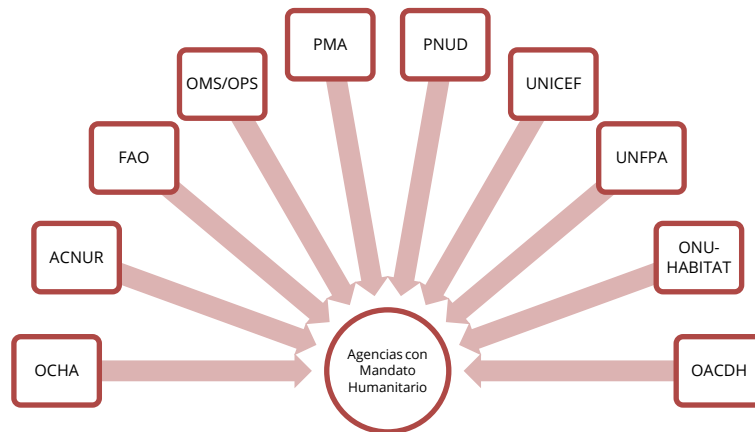 PMA
PNUD
OMS/OPS
UNICEF
FAO
UNFPA
ACNUR
ONU-
HABITAT
OCHA
Agencias con
Mandato
Humanitario
OACDH